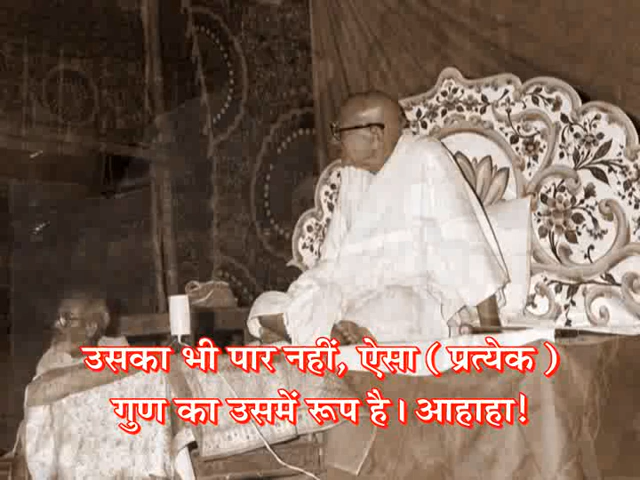 उसका भी पार नहीं, ऐसा ( प्रत्येक )
गुण का उसमें रूप है। आहाहा!